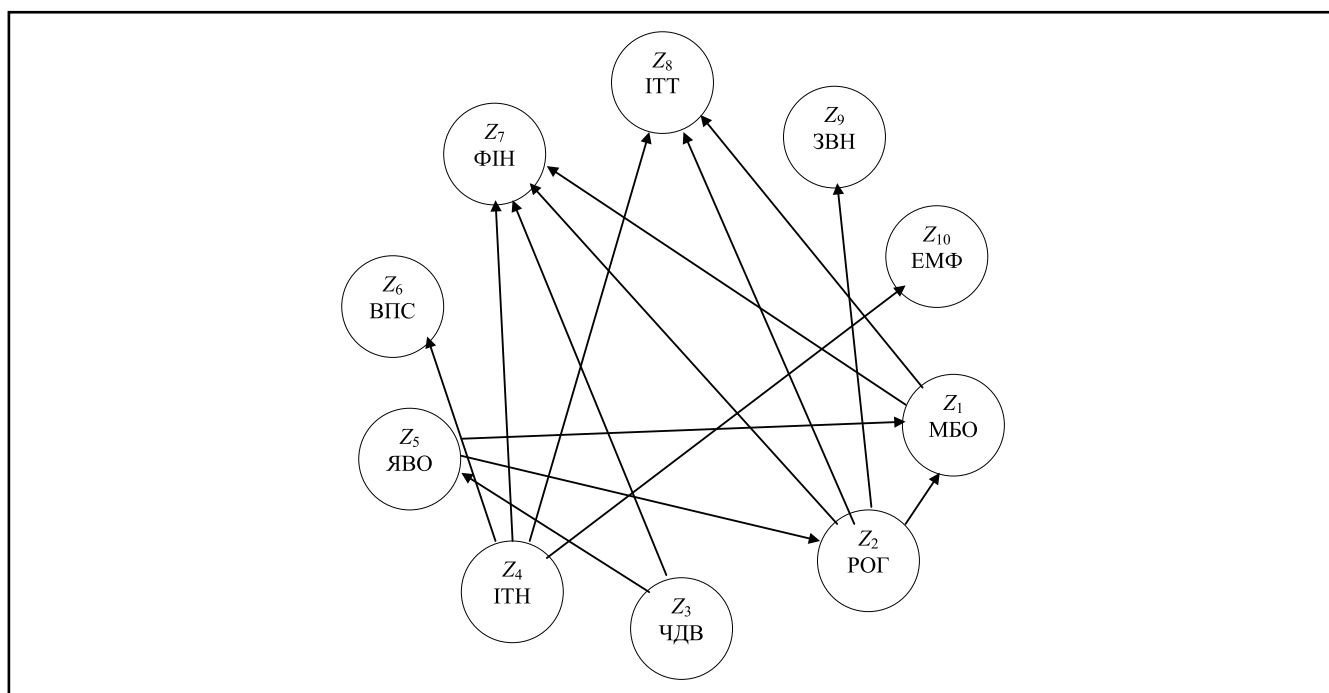 Z8
ІТТ
Z9
ЗВН
Z7
ФІН
Z10
ЕМФ
Z6
ВПС
Z1
МБО
Z5
ЯВО
Z2
РОГ
Z4
ІТН
Z3
ЧДВ